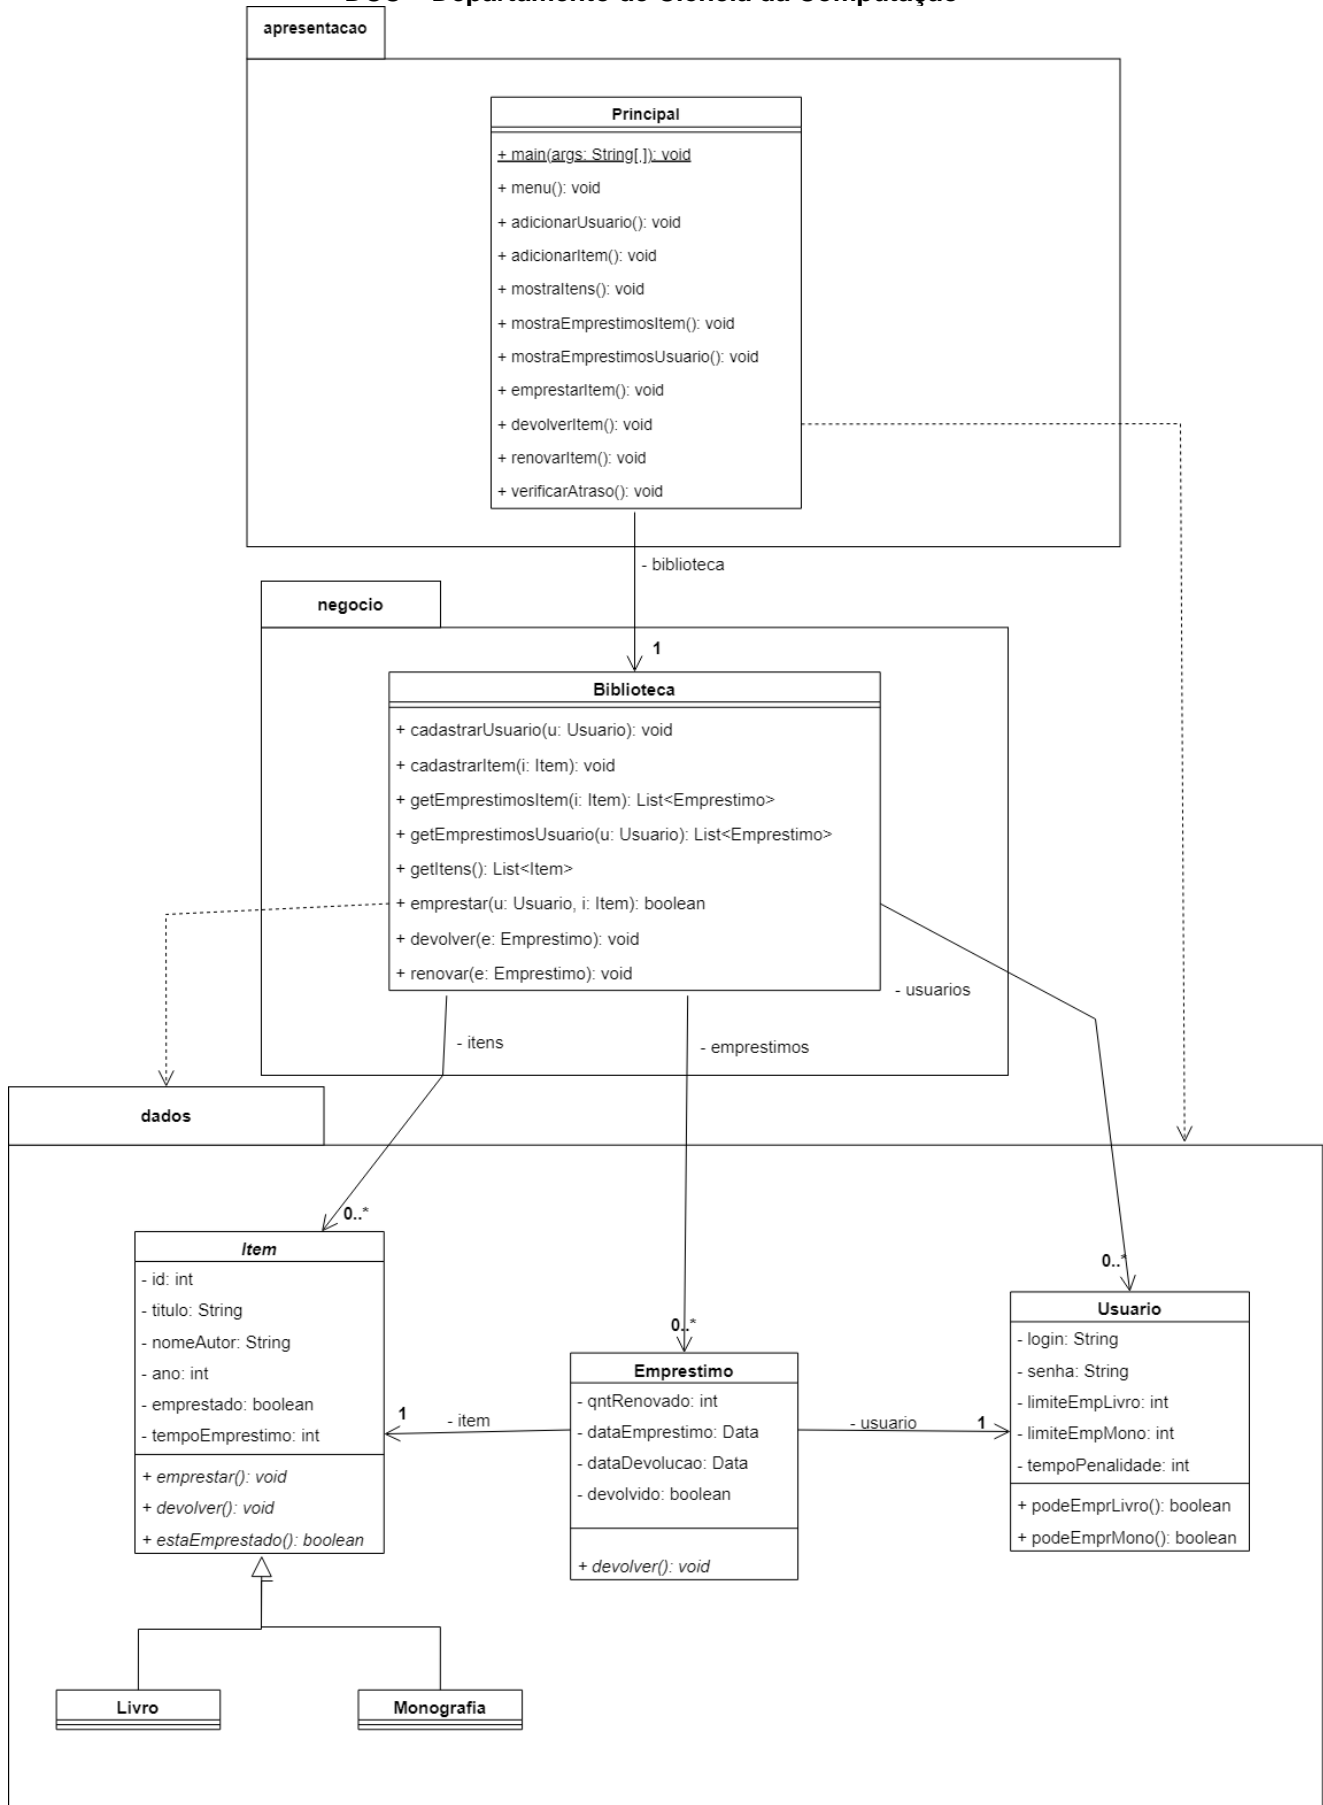 DCC – Departamento de Ciência da Computação
apresentacao
Principal
+ main(args: String[ ]): void
+ menu(): void
+ adicionarUsuario(): void
+ adicionarItem(): void
+ mostraItens(): void
+ mostraEmprestimosItem(): void
+ mostraEmprestimosUsuario(): void
+ emprestarItem(): void
+ devolverItem(): void
+ renovarItem(): void
+ verificarAtraso(): void
- biblioteca
1
negocio
Biblioteca
+ cadastrarUsuario(u: Usuario): void
+ cadastrarItem(i: Item): void
+ getEmprestimosItem(i: Item): List<Emprestimo>
+ getEmprestimosUsuario(u: Usuario): List<Emprestimo>
+ getItens(): List<Item>
+ emprestar(u: Usuario, i: Item): boolean
+ devolver(e: Emprestimo): void
+ renovar(e: Emprestimo): void
- usuarios
- itens
- emprestimos
dados
0..*
Item
- id: int
- titulo: String
- nomeAutor: String
- ano: int
- emprestado: boolean
- tempoEmprestimo: int
+ emprestar(): void
+ devolver(): void
+ estaEmprestado(): boolean
1
- item
0..*
Emprestimo
- qntRenovado: int
- dataEmprestimo: Data
- dataDevolucao: Data
- devolvido: boolean
+ devolver(): void
- usuario
1
0..*
Usuario
- login: String
- senha: String
- limiteEmpLivro: int
- limiteEmpMono: int
- tempoPenalidade: int
+ podeEmprLivro(): boolean
+ podeEmprMono(): boolean
Livro
Monografia